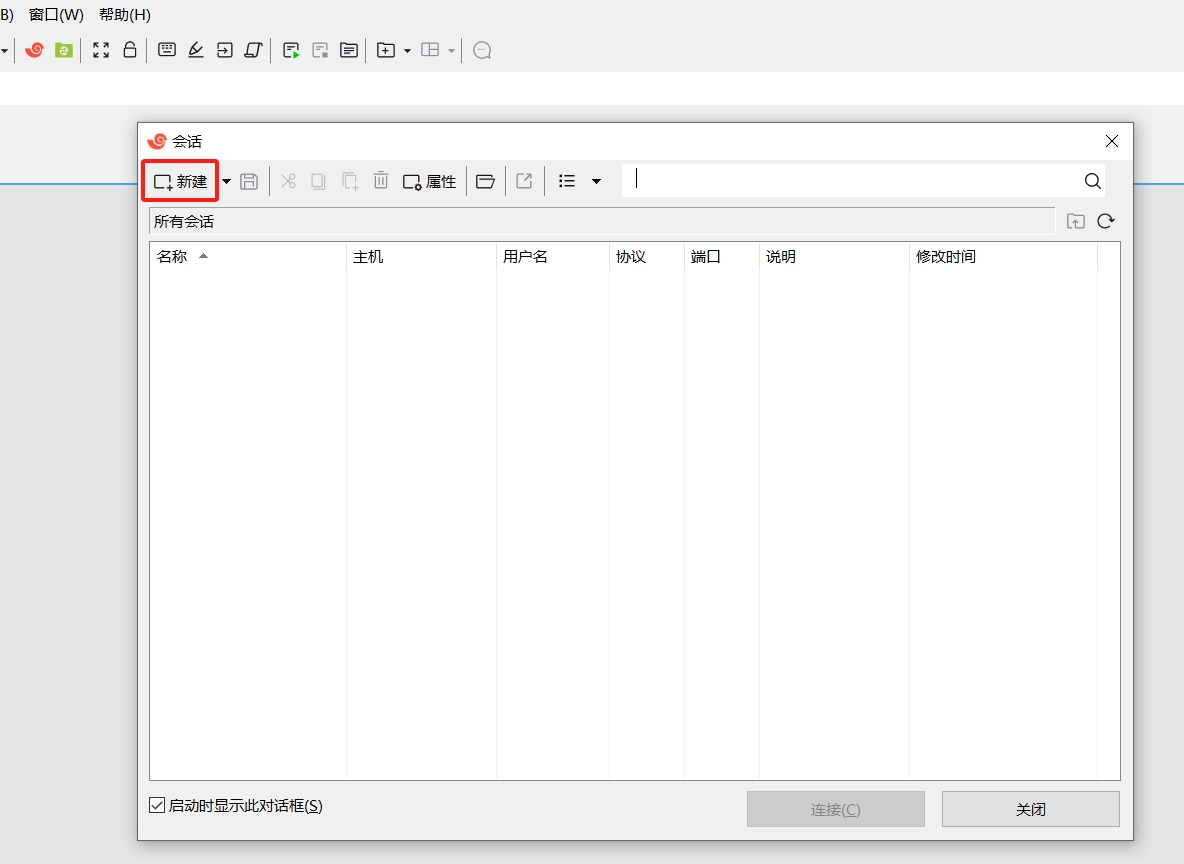 B) 窗口(W) 帮助(H)
会话
新建 属性
所有会话
名称 主机 用户名 协议 端口 说明 修改时间
启动时显示此对话框(S) 连接(C) 关闭